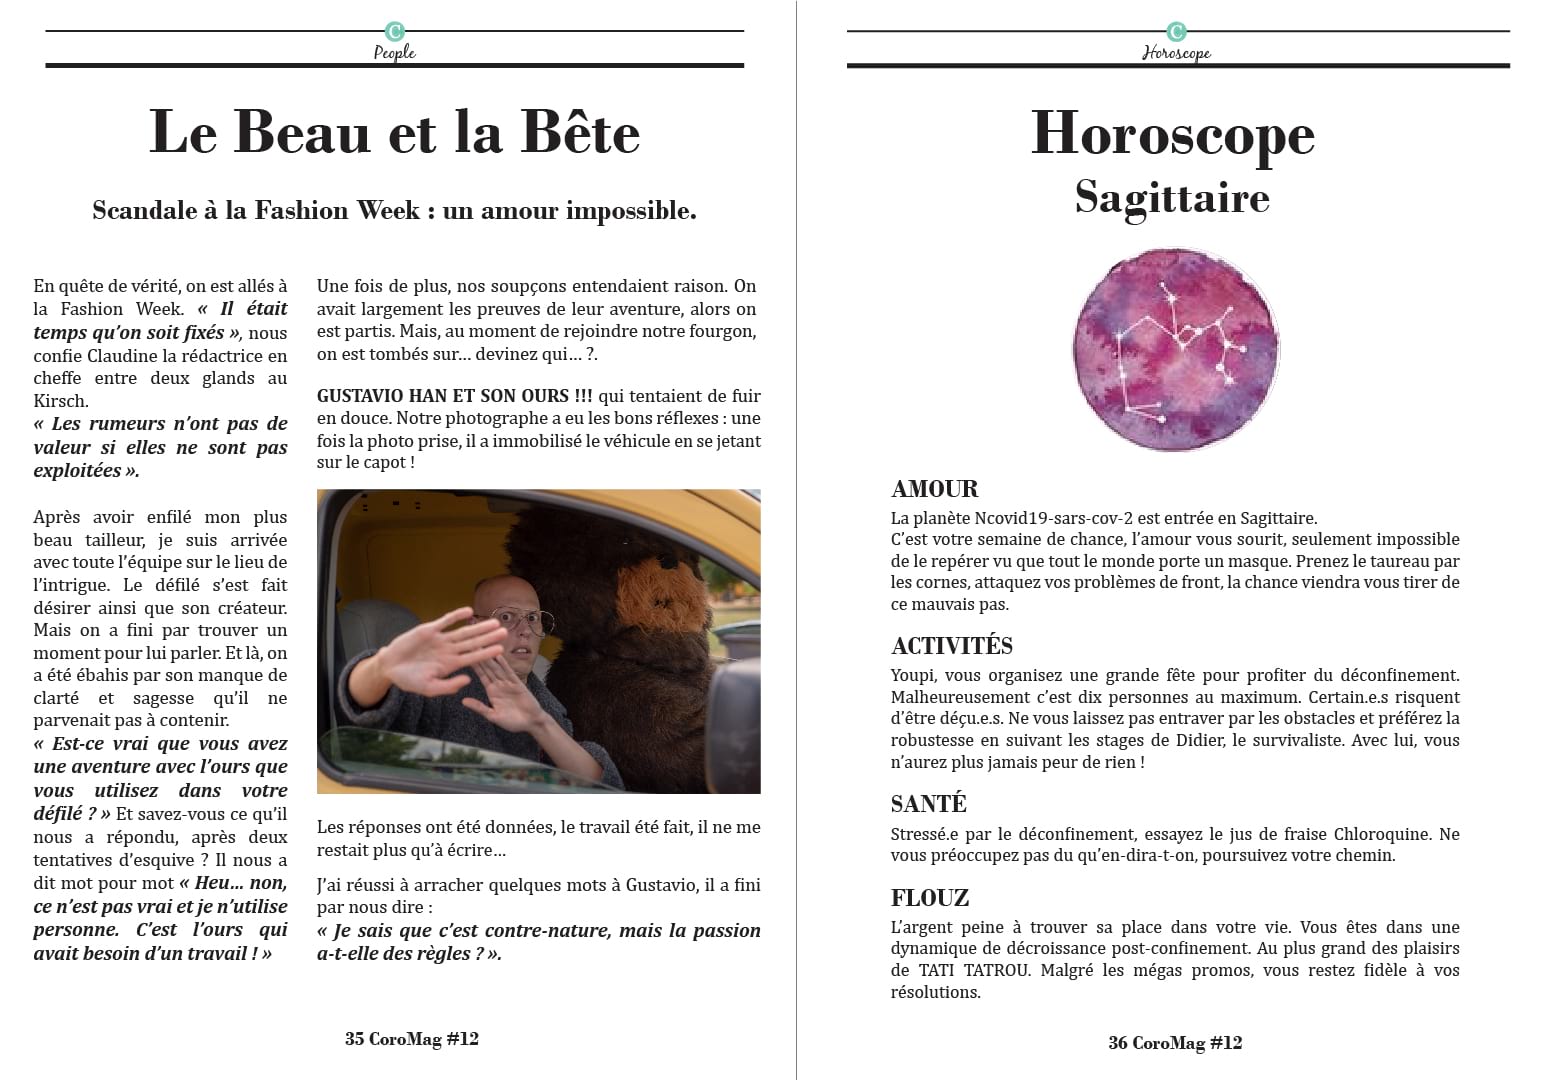 C
People
Le Beau et la Bête
Scandale à la Fashion Week : un amour impossible.
En quête de vérité, on est allés à
la Fashion Week. « Il était
temps qu’on soit fixés », nous
confie Claudine la rédactrice en
cheffe entre deux glands au
Kirsch.
« Les rumeurs n’ont pas de
valeur si elles ne sont pas
exploitées ».
Après avoir enfilé mon plus
beau tailleur, je suis arrivée
avec toute l’équipe sur le lieu de
l’intrigue. Le défilé s’est fait
désirer ainsi que son créateur.
Mais on a fini par trouver un
moment pour lui parler. Et là, on
a été ébahis par son manque de
clarté et sagesse qu’il ne
parvenait pas à contenir.
« Est-ce vrai que vous avez
une aventure avec l’ours que
vous utilisez dans votre
défilé ? » Et savez-vous ce qu’il
nous a répondu, après deux
tentatives d’esquive ? Il nous a
dit mot pour mot « Heu... non,
ce n’est pas vrai et je n’utilise
personne. C’est l’ours qui
avait besoin d’un travail ! »
Une fois de plus, nos soupçons entendaient raison. On
avait largement les preuves de leur aventure, alors on
est partis. Mais, au moment de rejoindre notre fourgon,
on est tombés sur... devinez qui... ?.
GUSTAVIO HAN ET SON OURS !!! qui tentaient de fuir
en douce. Notre photographe a eu les bons réflexes : une
fois la photo prise, il a immobilisé le véhicule en se jetant
sur le capot !
Les réponses ont été données, le travail été fait, il ne me
restait plus qu’à écrire...
J’ai réussi à arracher quelques mots à Gustavio, il a fini
par nous dire :
« Je sais que c’est contre-nature, mais la passion
a-t-elle des règles ? ».
35 CoroMag #12
C
Horoscope
Horoscope
Sagittaire
AMOUR
La planète Ncovid19-sars-cov-2 est entrée en Sagittaire.
C’est votre semaine de chance, l’amour vous sourit, seulement impossible
de le repérer vu que tout le monde porte un masque. Prenez le taureau par
les cornes, attaquez vos problèmes de front, la chance viendra vous tirer de
ce mauvais pas.
ACTIVITÉS
Youpi, vous organisez une grande fête pour profiter du déconfinement.
Malheureusement c’est dix personnes au maximum. Certain.e.s risquent
d’être déçu.e.s. Ne vous laissez pas entraver par les obstacles et préférez la
robustesse en suivant les stages de Didier, le survivaliste. Avec lui, vous
n’aurez plus jamais peur de rien !
SANTÉ
Stressé.e par le déconfinement, essayez le jus de fraise Chloroquine. Ne
vous préoccupez pas du qu’en-dira-t-on, poursuivez votre chemin.
FLOUZ
L’argent peine à trouver sa place dans votre vie. Vous êtes dans une
dynamique de décroissance post-confinement. Au plus grand des plaisirs
de TATI TATROU. Malgré les mégas promos, vous restez fidèle à vos
résolutions.
36 CoroMag #12